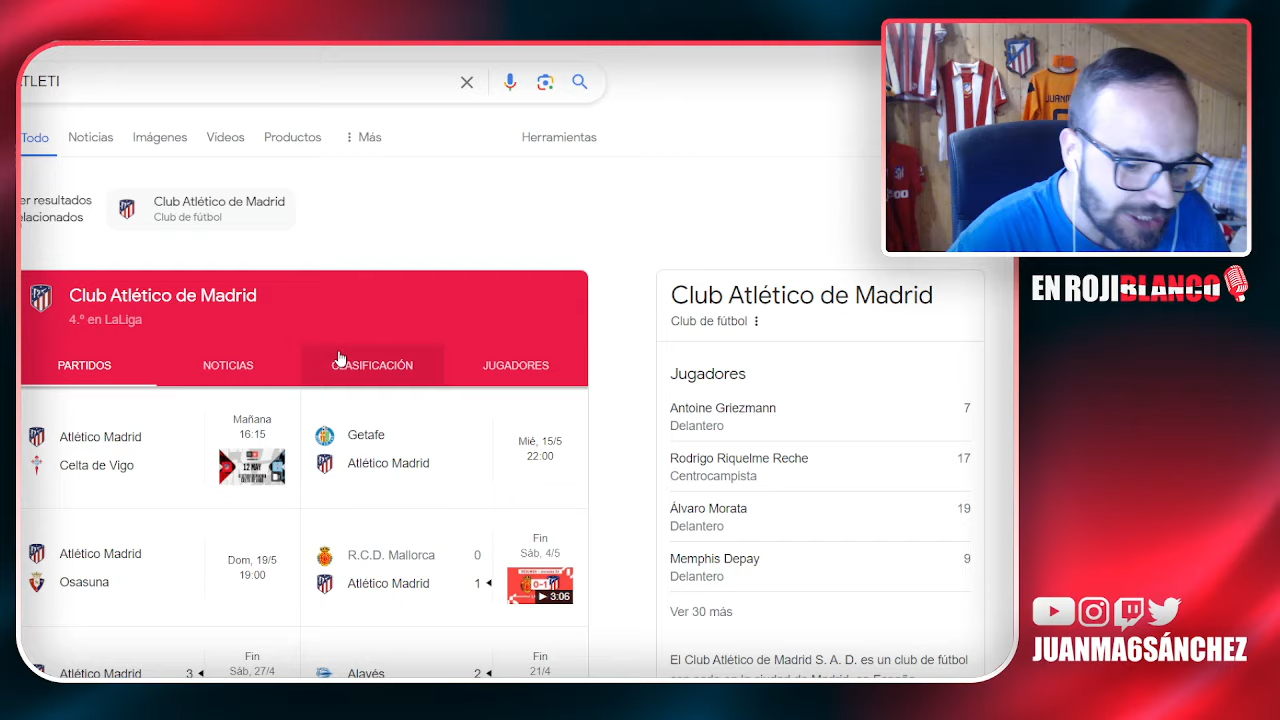 TLETI
Todo
Noticias
Imágenes
Vídeos
Productos
Más
Herramientas
er resultados
elacionados
Club Atlético de Madrid
Club de fútbol
Club Atlético de Madrid
4.º en LaLiga
PARTIDOS
NOTICIAS
CLASIFICACIÓN
JUGADORES
Atlético Madrid
Celta de Vigo
Mañana
16:15
12 MAY
Getafe
Atlético Madrid
Mié, 15/5
22:00
Atlético Madrid
Osasuna
Dom, 19/5
19:00
R.C.D. Mallorca 0
Atlético Madrid 1
Fin
Sáb, 4/5
0-1
3:06
Atlético Madrid 3
Fin
Sáb, 27/4
Alavés 2
Fin
21/4
Club Atlético de Madrid
Club de fútbol
Jugadores
Antoine Griezmann 7
Delantero
Rodrigo Riquelme Reche 17
Centrocampista
Álvaro Morata 19
Delantero
Memphis Depay 9
Delantero
Ver 30 más
El Club Atlético de Madrid S. A. D. es un club de fútbol
JUANM
EN ROJIBLANCO
JUANMA6SÁNCHEZ